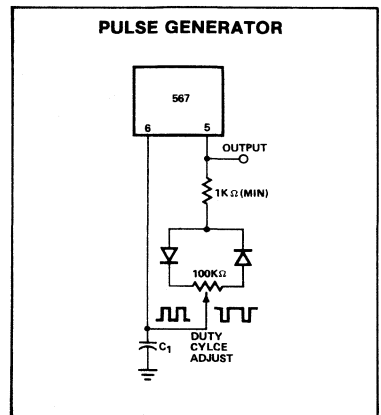 PULSE GENERATOR
567
6 5
OUTPUT
1KΩ(MIN)
100KΩ
DUTY
CYLCE
ADJUST
C1